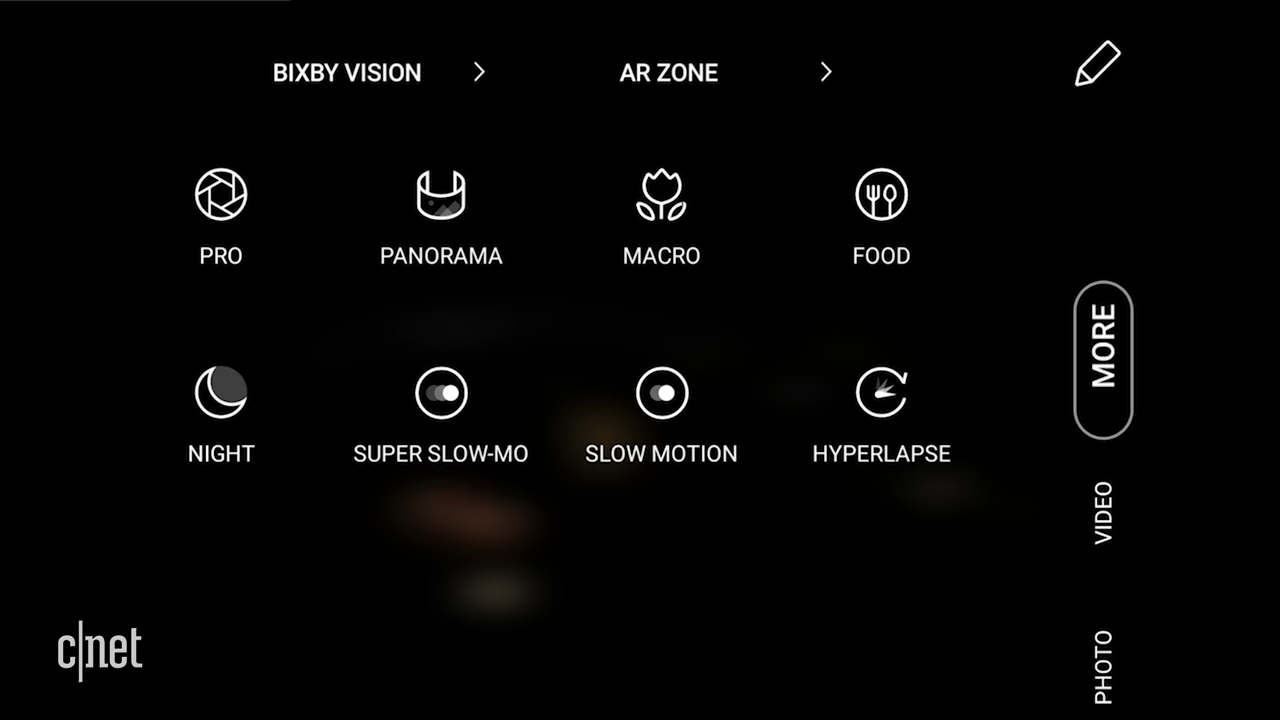 BIXBY VISION
AR ZONE
PRO
PANORAMA
MACRO
FOOD
NIGHT
SUPER SLOW-MO
SLOW MOTION
HYPERLAPSE
MORE
VIDEO
PHOTO
c|net